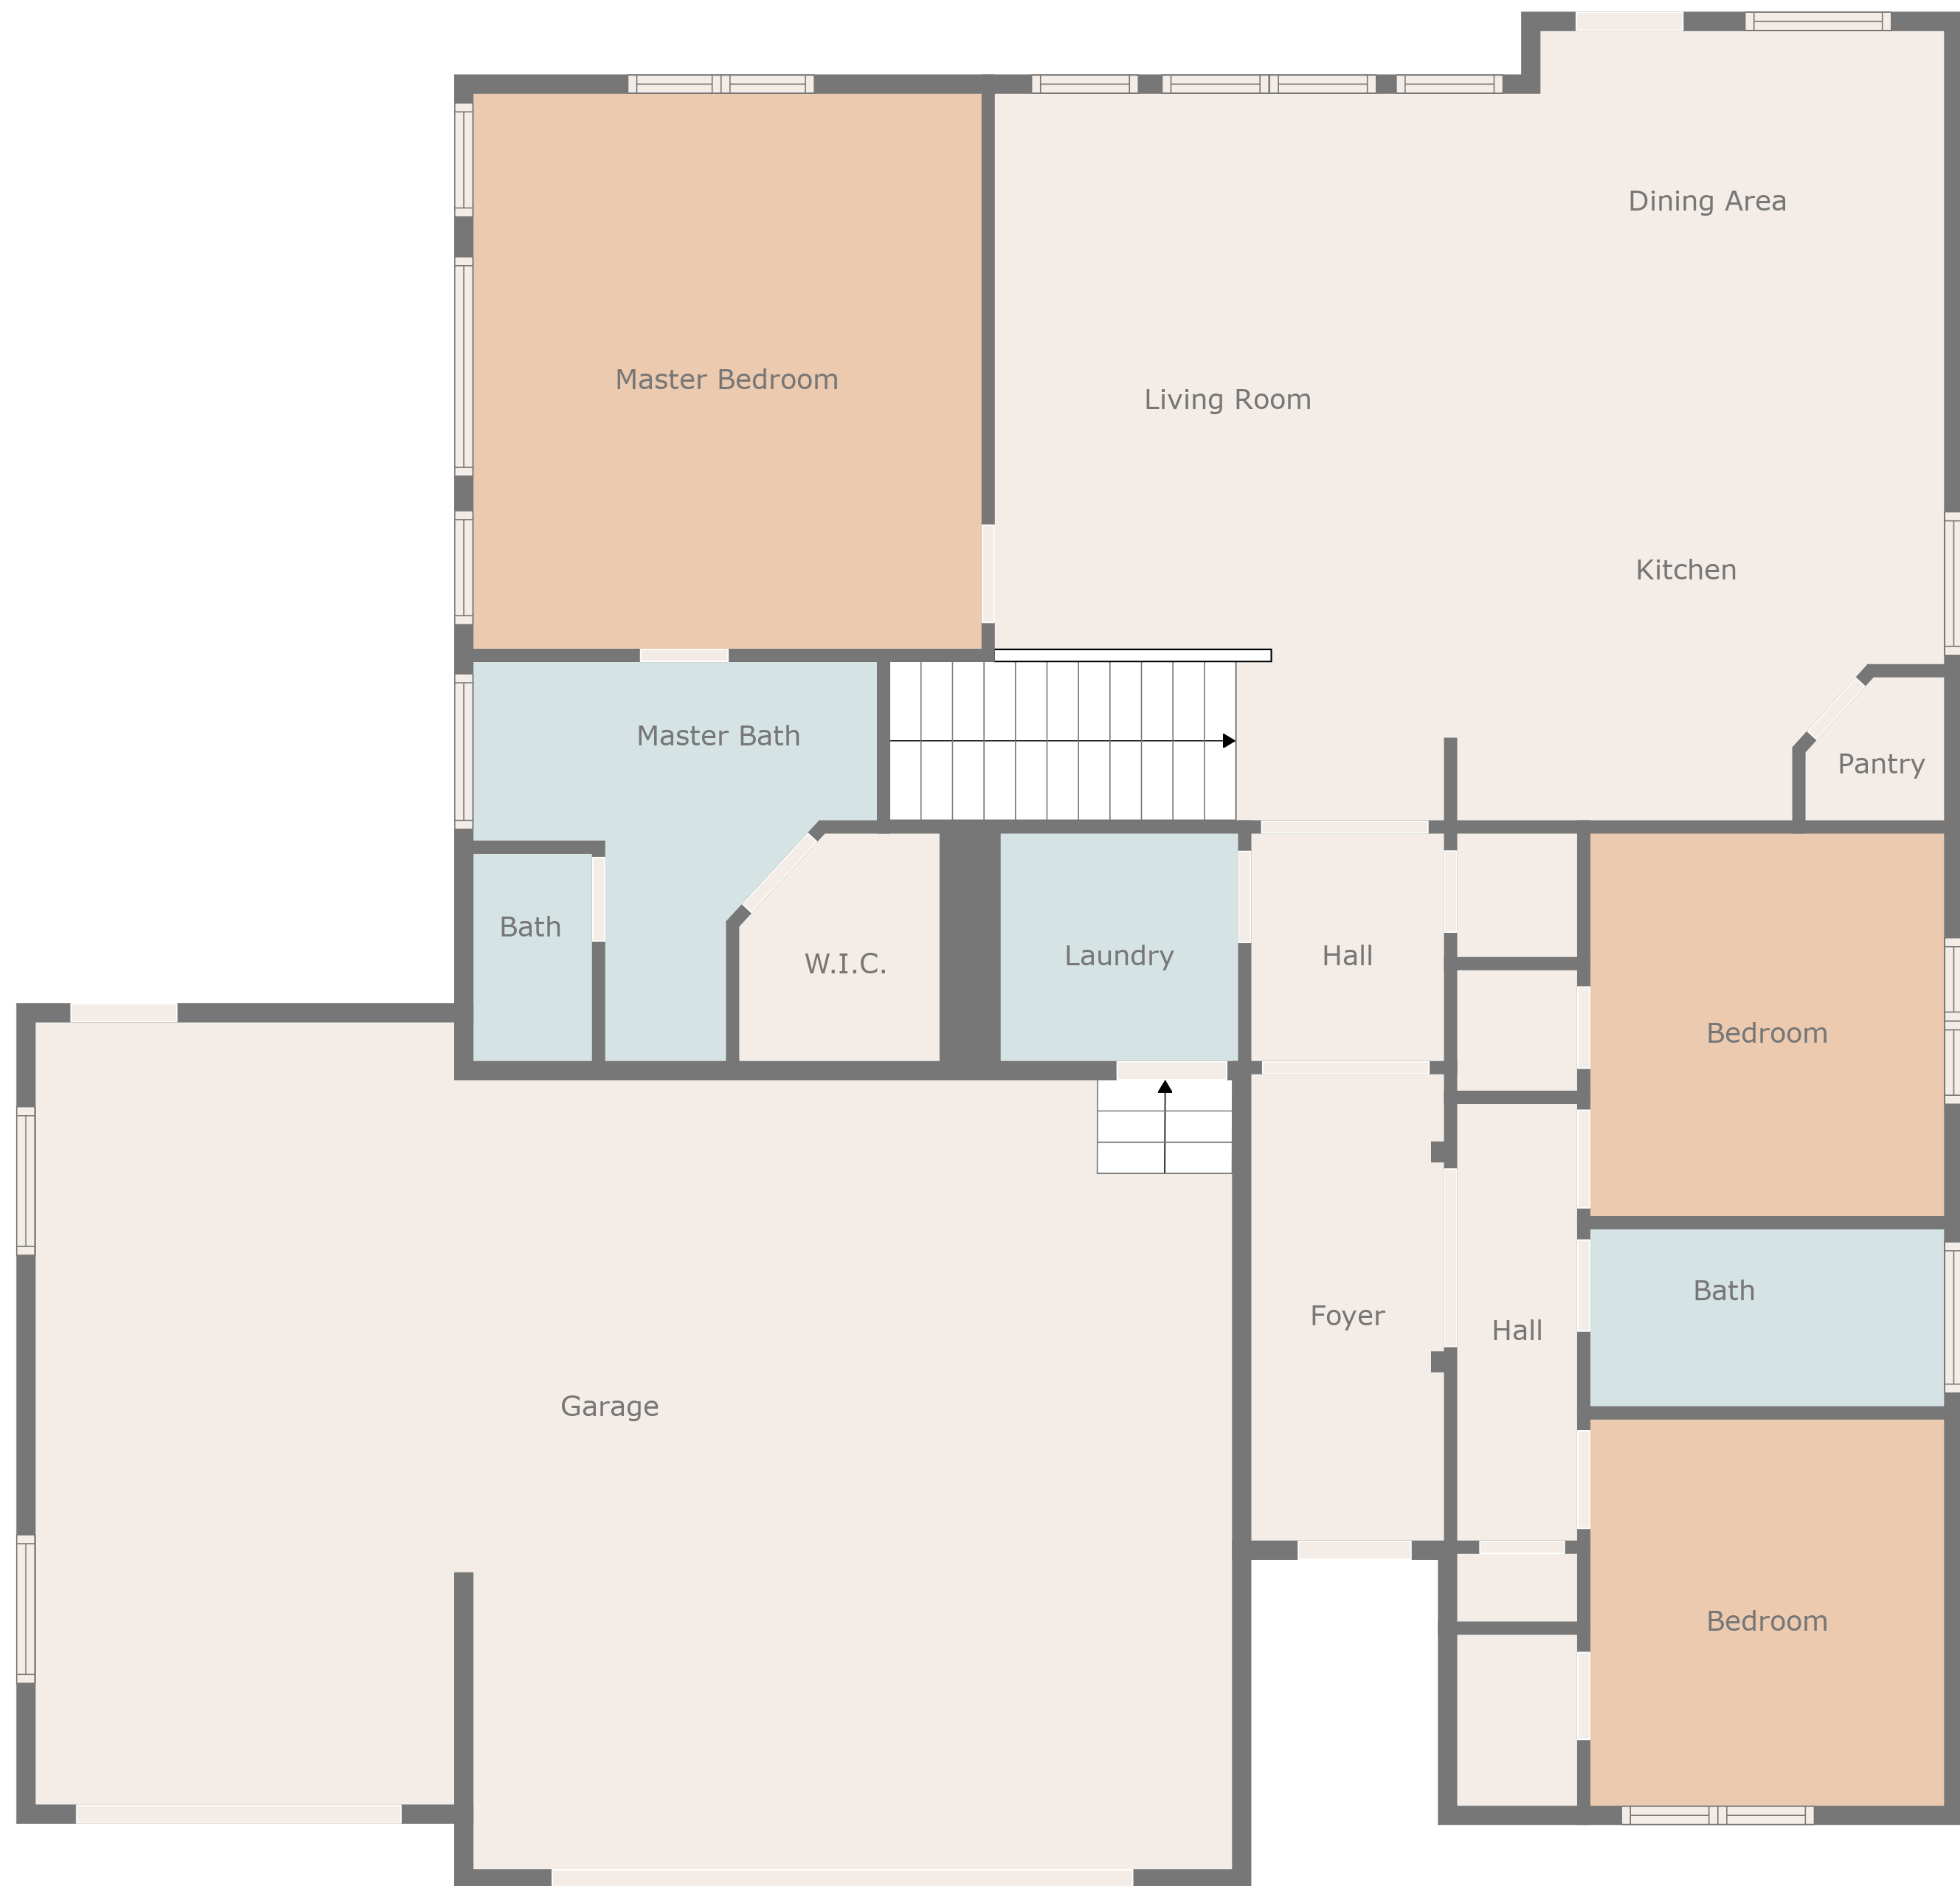 Dining Area
Master Bedroom
Living Room
Kitchen
Master Bath
Pantry
Bath
W.I.C.
Laundry
Hall
Bedroom
Bath
Foyer
Hall
Garage
Bedroom